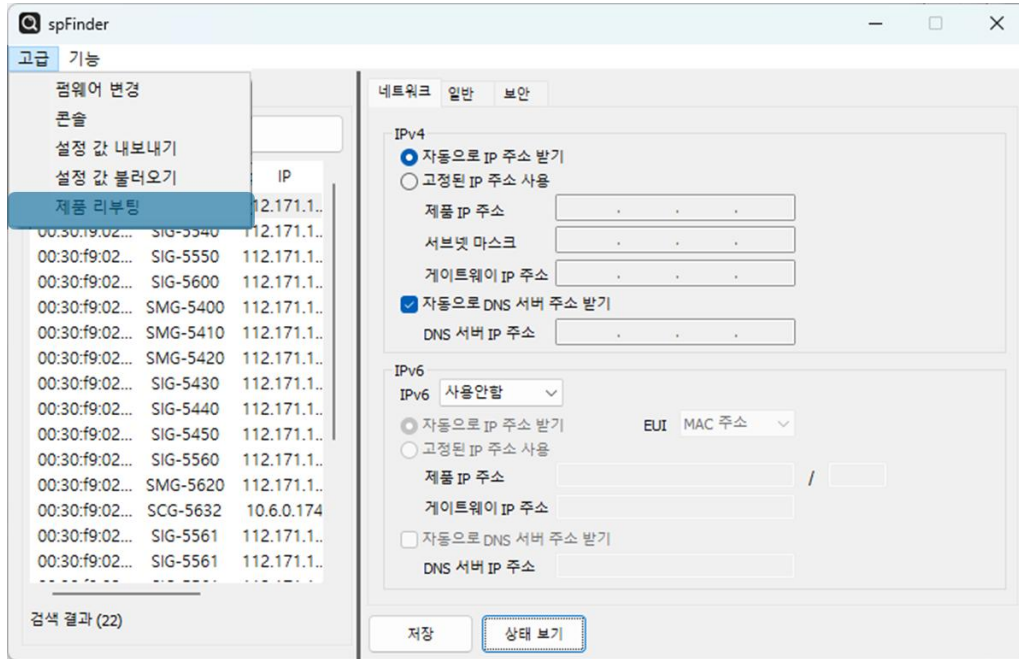 spFinder
고급 기능
펌웨어 변경
콘솔
설정 값 내보내기
설정 값 불러오기
제품 리부팅
IP
12.171.1..
00:30:f9:02... SIG-5540 112.171.1..
00:30:f9:02... SIG-5550 112.171.1..
00:30:f9:02... SIG-5600 112.171.1..
00:30:f9:02... SMG-5400 112.171.1..
00:30:f9:02... SMG-5410 112.171.1..
00:30:f9:02... SMG-5420 112.171.1..
00:30:f9:02... SIG-5430 112.171.1..
00:30:f9:02... SIG-5440 112.171.1..
00:30:f9:02... SIG-5450 112.171.1..
00:30:f9:02... SIG-5560 112.171.1..
00:30:f9:02... SMG-5620 112.171.1..
00:30:f9:02... SCG-5632 10.6.0.174
00:30:f9:02... SIG-5561 112.171.1..
00:30:f9:02... SIG-5561 112.171.1..
검색 결과 (22)
네트워크 일반 보안
IPv4
자동으로 IP 주소 받기
고정된 IP 주소 사용
제품 IP 주소 . . .
서브넷 마스크 . . .
게이트웨이 IP 주소 . . .
자동으로 DNS 서버 주소 받기
DNS 서버 IP 주소 . . .
IPv6
IPv6 사용안함
자동으로 IP 주소 받기 EUI MAC 주소
고정된 IP 주소 사용
제품 IP 주소 /
게이트웨이 IP 주소
자동으로 DNS 서버 주소 받기
DNS 서버 IP 주소
저장 상태 보기